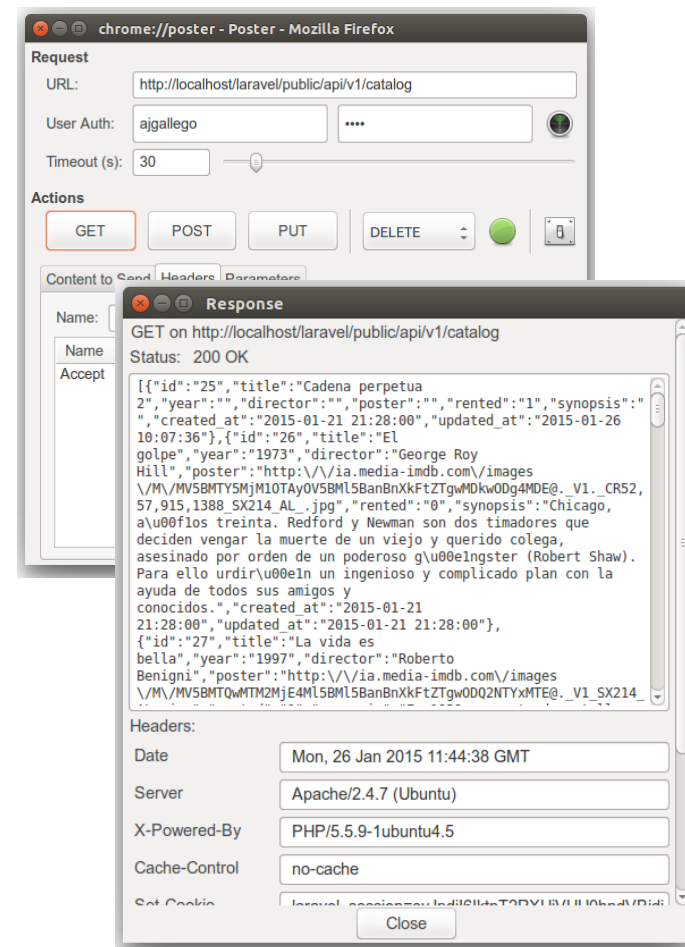 chrome://poster - Poster - Mozilla Firefox
Request
URL: http://localhost/laravel/public/api/v1/catalog
User Auth: ajgallego ••••
Timeout (s): 30
Actions
GET POST PUT DELETE
Content to Send Headers Parameters
Name:
Name
Accept
Response
GET on http://localhost/laravel/public/api/v1/catalog
Status: 200 OK
[{"id":"25","title":"Cadena perpetua
2","year":"","director":"","poster":"","rented":"1","synopsis":"
","created_at":"2015-01-21 21:28:00","updated_at":"2015-01-26
10:07:36"},{"id":"26","title":"El
golpe","year":"1973","director":"George Roy
Hill","poster":"http:\/\/ia.media-imdb.com\/images
\/M\/MV5BMTY5MjM1OTAyOV5BMl5BanBnXkFtZTgwMDkwODg4MDE@._V1._CR52,
57,915,1388_SX214_AL_.jpg","rented":"0","synopsis":"Chicago,
a\u00f1os treinta. Redford y Newman son dos timadores que
deciden vengar la muerte de un viejo y querido colega,
asesinado por orden de un poderoso g\u00e1ngster (Robert Shaw).
Para ello urdir\u00e1n un ingenioso y complicado plan con la
ayuda de todos sus amigos y
conocidos.","created_at":"2015-01-21
21:28:00","updated_at":"2015-01-21 21:28:00"},
{"id":"27","title":"La vida es
bella","year":"1997","director":"Roberto
Benigni","poster":"http:\/\/ia.media-imdb.com\/images
\/M\/MV5BMTQwMTM2MjE4Ml5BMl5BanBnXkFtZTgwODQ2NTYxMTE@._V1_SX214_
Headers:
Date Mon, 26 Jan 2015 11:44:38 GMT
Server Apache/2.4.7 (Ubuntu)
X-Powered-By PHP/5.5.9-1ubuntu4.5
Cache-Control no-cache
Set-Cookie
Close